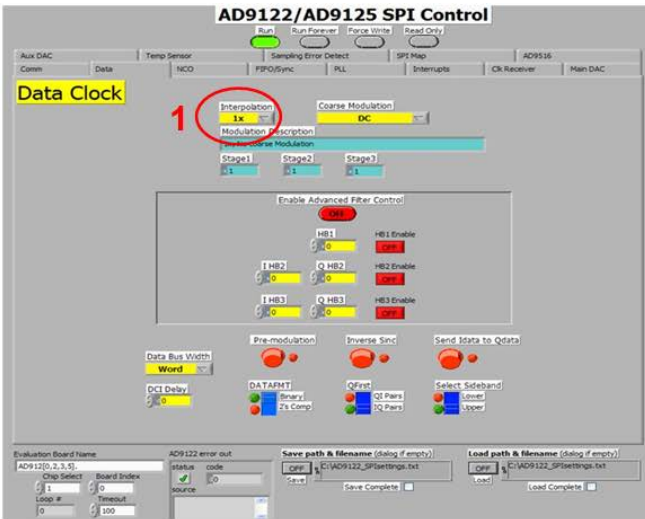 AD9122/AD9125 SPI Control
Run Run Forever Force Write Read Only
Aux DAC Temp Sensor Sampling Error Detect SPI Map AD9516
Comm Data NCO FIFO/Sync PLL Interrupts Clk Receiver Main DAC
Data Clock
1
Interpolation Coarse Modulation
1x DC
Modulation Description
Coarse Modulation
Stage1 Stage2 Stage3
1 1 1
Enable Advanced Filter Control
OFF
HB1 HB1 Enable
0 OFF
I HB2 Q HB2 HB2 Enable
0 0 OFF
I HB3 Q HB3 HB3 Enable
0 0 OFF
Pre-modulation Inverse Sinc Send Idata to Qdata
Data Bus Width
Word
DCI Delay DATAFMT QFirst Select Sideband
0 Binary QI Pairs Lower
2's Comp IQ Pairs Upper
Evaluation Board Name AD9122 error out Save path & filename (dialog if empty) Load path & filename (dialog if empty)
AD912[0,2,3,5]. status code OFF C:\AD9122_SPIsettings.txt OFF C:\AD9122_SPIsettings.txt
Chip Select Board Index 0 Save Load
1 0 source Save Complete Load Complete
Loop # Timeout
0 100